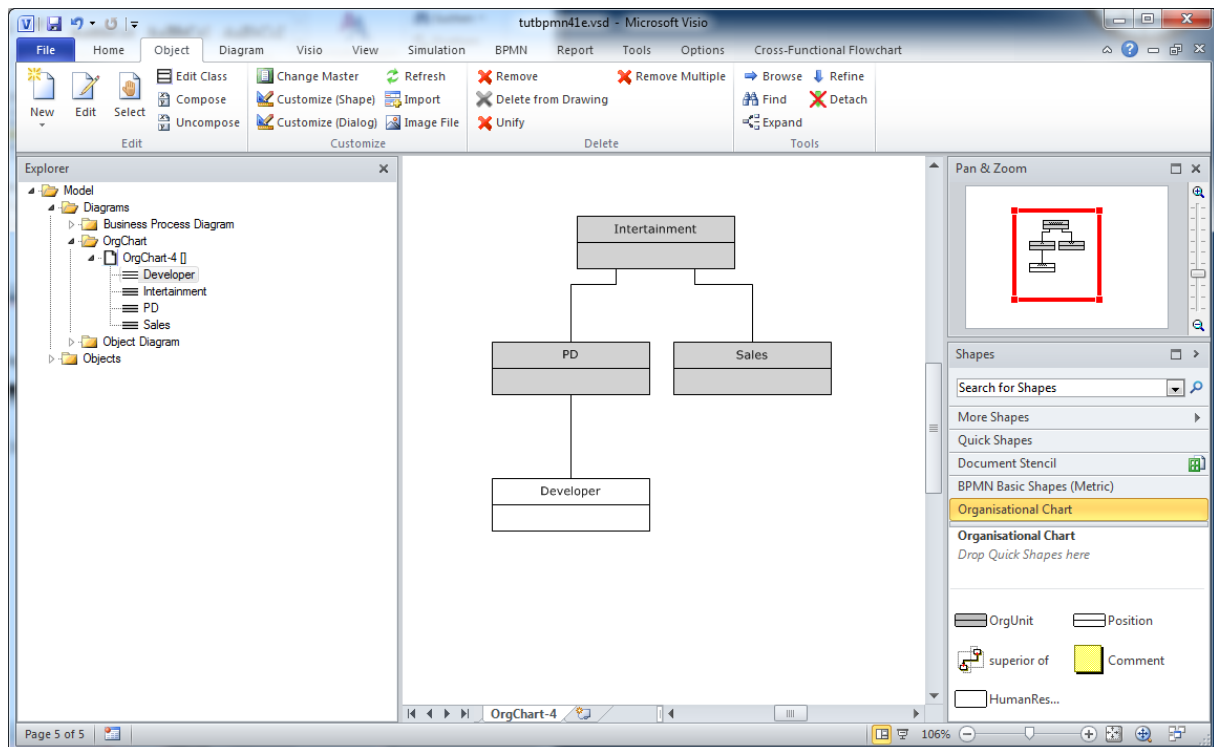 tutbpmn41e.vsd - Microsoft Visio
File Home Object Diagram Visio View Simulation BPMN Report Tools Options Cross-Functional Flowchart
New
Edit
Select
Edit Class
Compose
Uncompose
Edit
Change Master
Customize (Shape)
Customize (Dialog)
Refresh
Import
Image File
Customize
Remove
Delete from Drawing
Unify
Remove Multiple
Delete
Browse
Find
Expand
Refine
Detach
Tools
Explorer
Model
Diagrams
Business Process Diagram
OrgChart
OrgChart-4 []
Developer
Intertainment
PD
Sales
Object Diagram
Objects
Intertainment
PD
Sales
Developer
OrgChart-4
Pan & Zoom
Shapes
Search for Shapes
More Shapes
Quick Shapes
Document Stencil
BPMN Basic Shapes (Metric)
Organisational Chart
Organisational Chart
Drop Quick Shapes here
OrgUnit
Position
superior of
Comment
HumanRes...
Page 5 of 5
106%